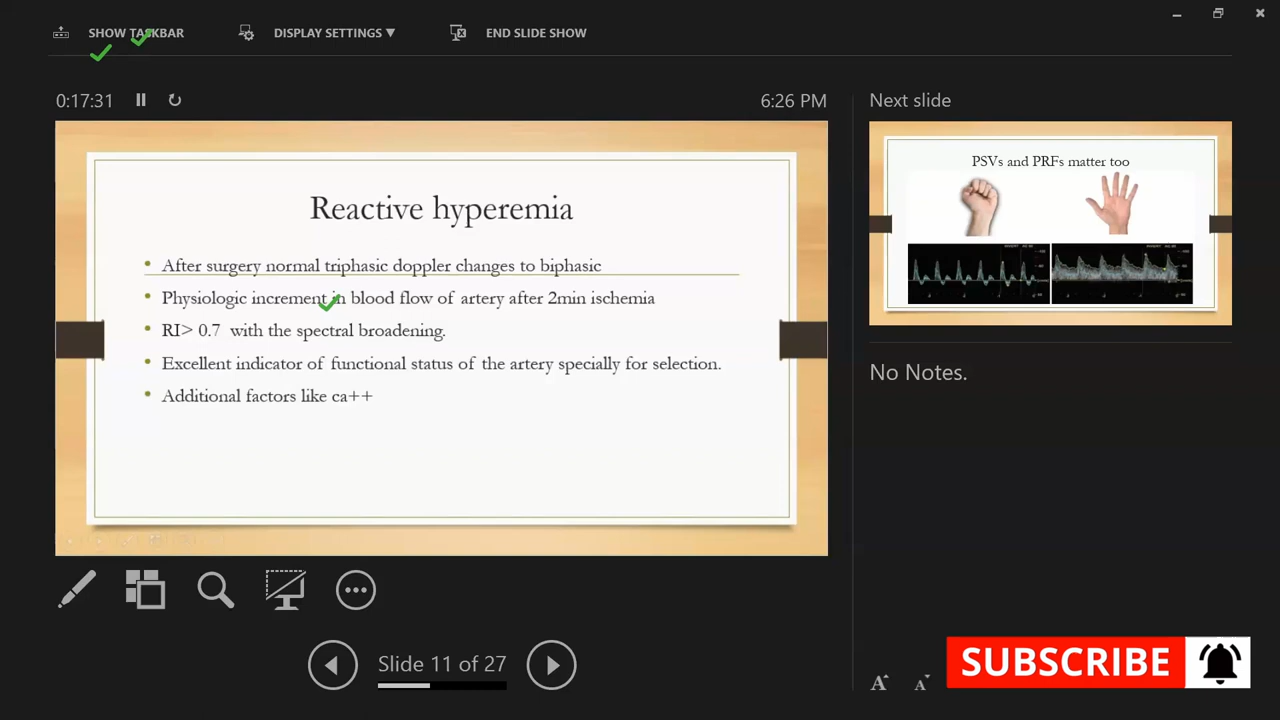 SHOW TASKBAR
DISPLAY SETTINGS ▼
END SLIDE SHOW
0:17:31
6:26 PM
Reactive hyperemia
• After surgery normal triphasic doppler changes to biphasic
• Physiologic increment in blood flow of artery after 2min ischemia
• RI> 0.7 with the spectral broadening.
• Excellent indicator of functional status of the artery specially for selection.
• Additional factors like ca++
Slide 11 of 27
Next slide
PSVs and PRFs matter too
No Notes.
A A
SUBSCRIBE